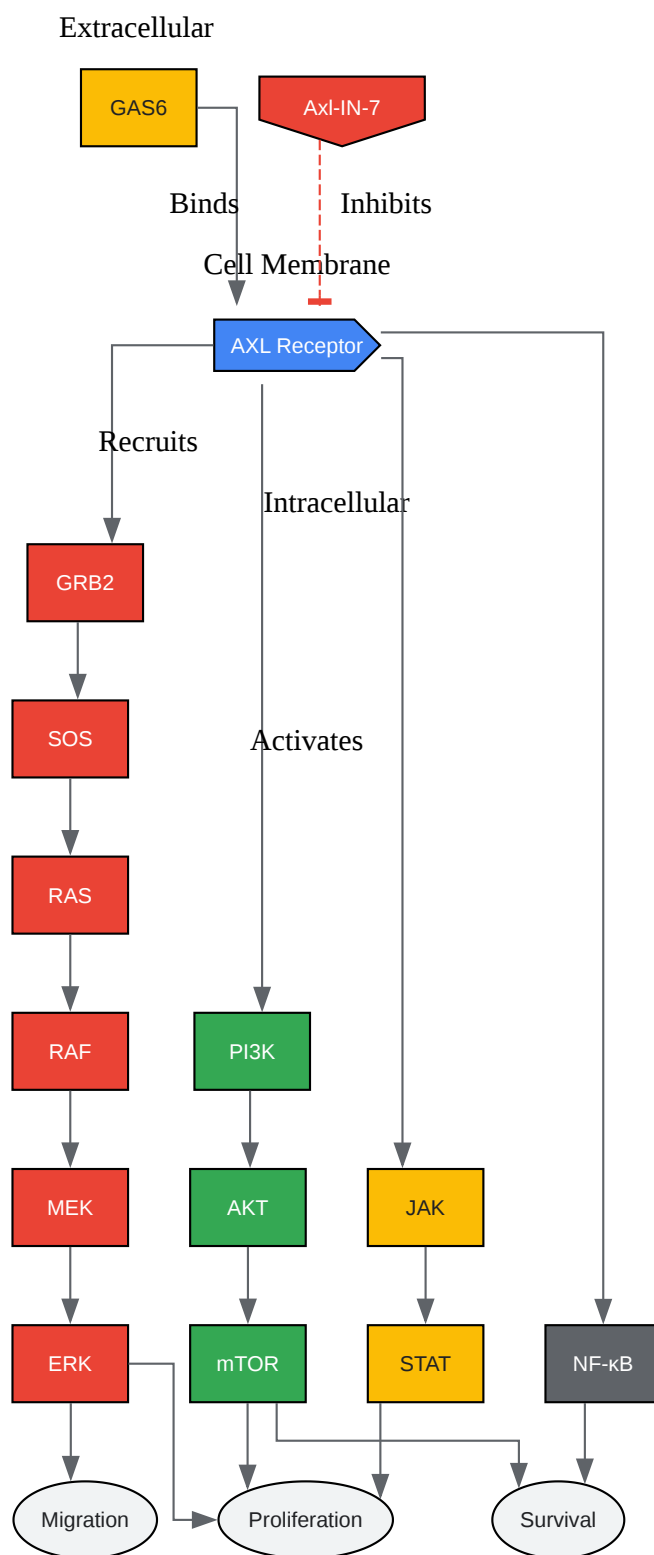 Extracellular
GAS6
Axl-IN-7
Binds
Inhibits
Cell Membrane
AXL Receptor
Recruits
Intracellular
GRB2
SOS
Activates
RAS
RAF
PI3K
MEK
AKT
JAK
ERK
mTOR
STAT
NF-κB
Migration
Proliferation
Survival